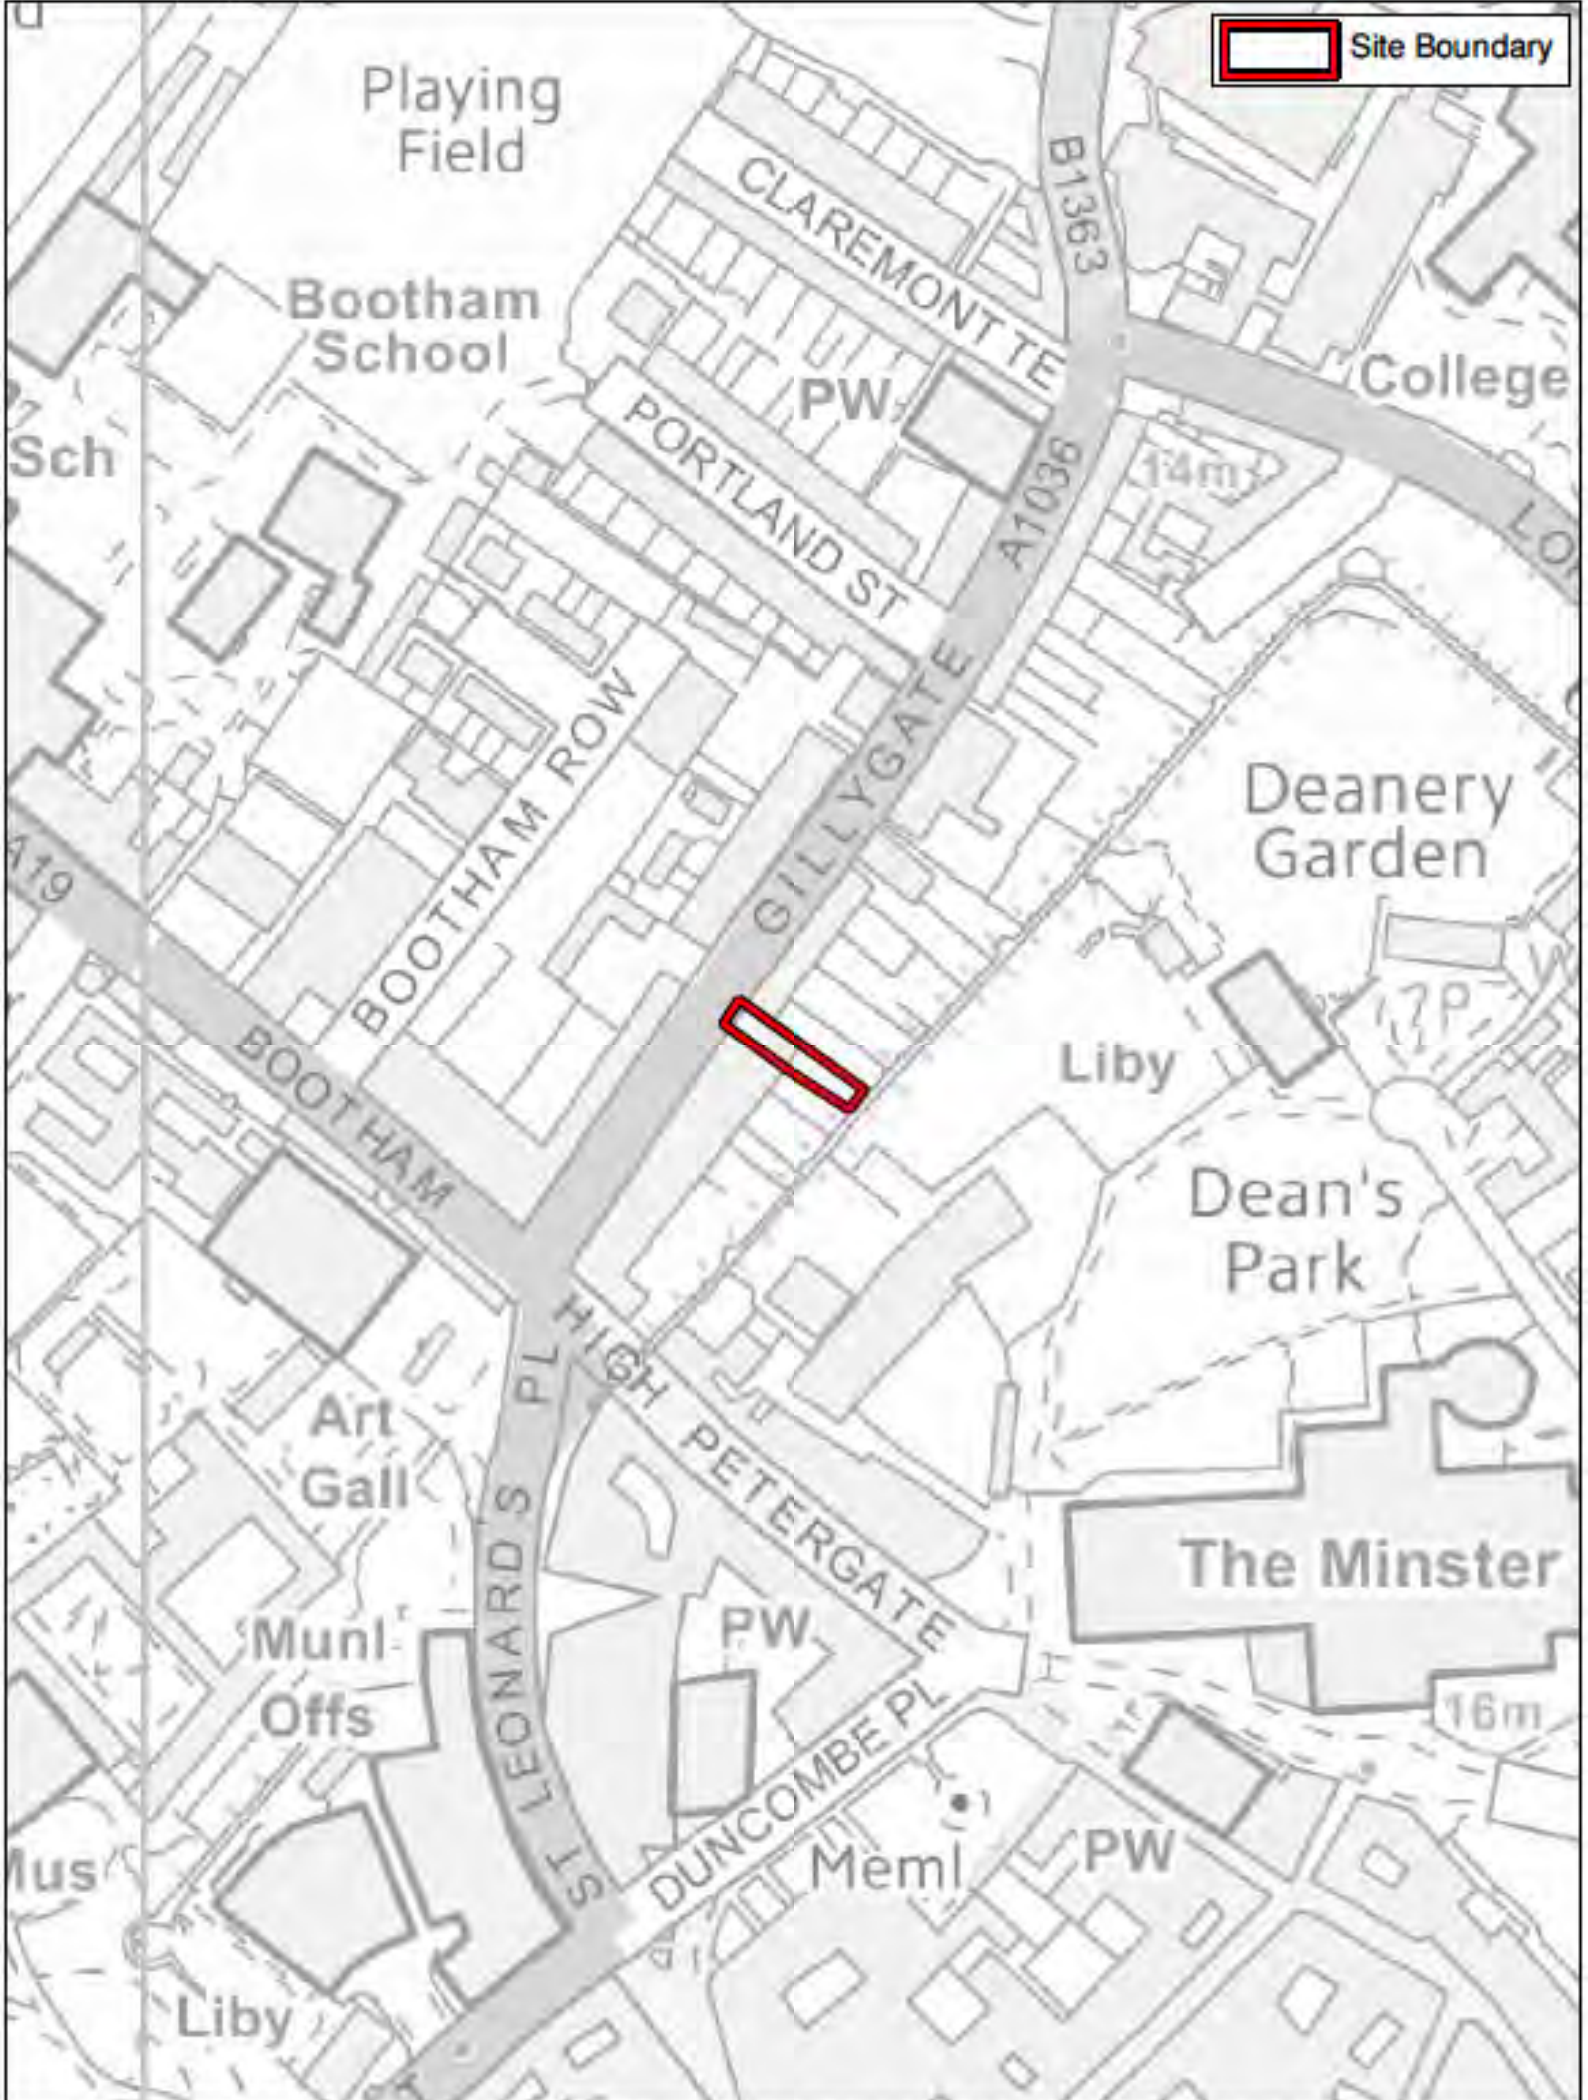 Site Boundary
Playing
Field
CLAREMONT TE
B1363
Bootham
School
PW
College
Sch
PORTLAND ST
A1036
14m
BOOTHAM ROW
GILLYGATE
Deanery
Garden
A19
BOOTHAM
Liby
Dean's
Park
HIGH PETERGATE
Art
Gall
ST LEONARDS PL
The Minster
Munl
Offs
PW
16m
DUNCOMBE PL
Meml
PW
Liby